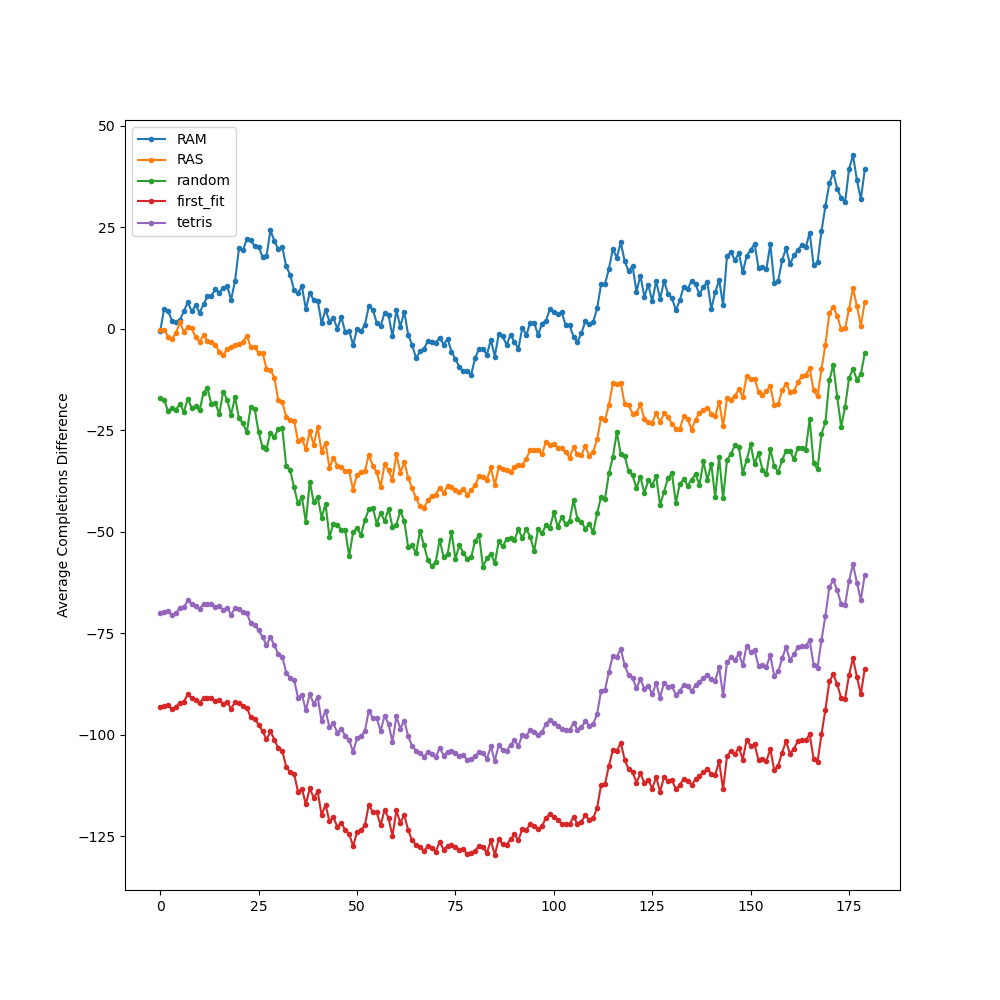 RAM
RAS
random
first_fit
tetris
Average Completions Difference
50
25
0
−25
−50
−75
−100
−125
0 25 50 75 100 125 150 175